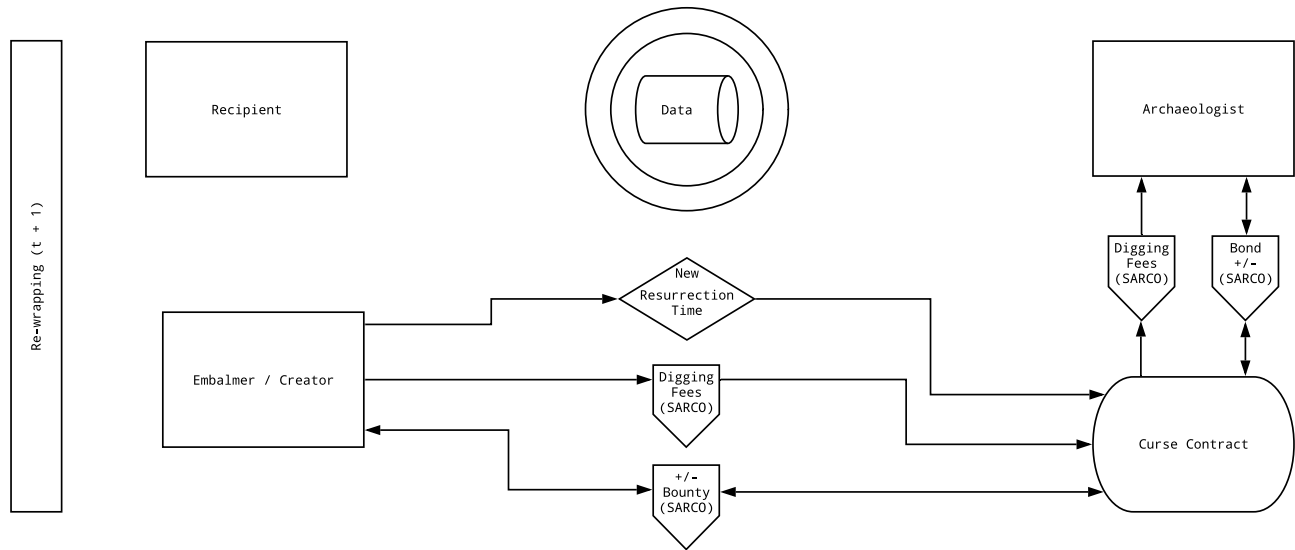 Re-wrapping (t + 1)
Recipient
Data
Archaeologist
Digging
Fees
(SARCO)
Bond
+/-
(SARCO)
New
Resurrection
Time
Embalmer / Creator
Digging
Fees
(SARCO)
Curse Contract
+/-
Bounty
(SARCO)